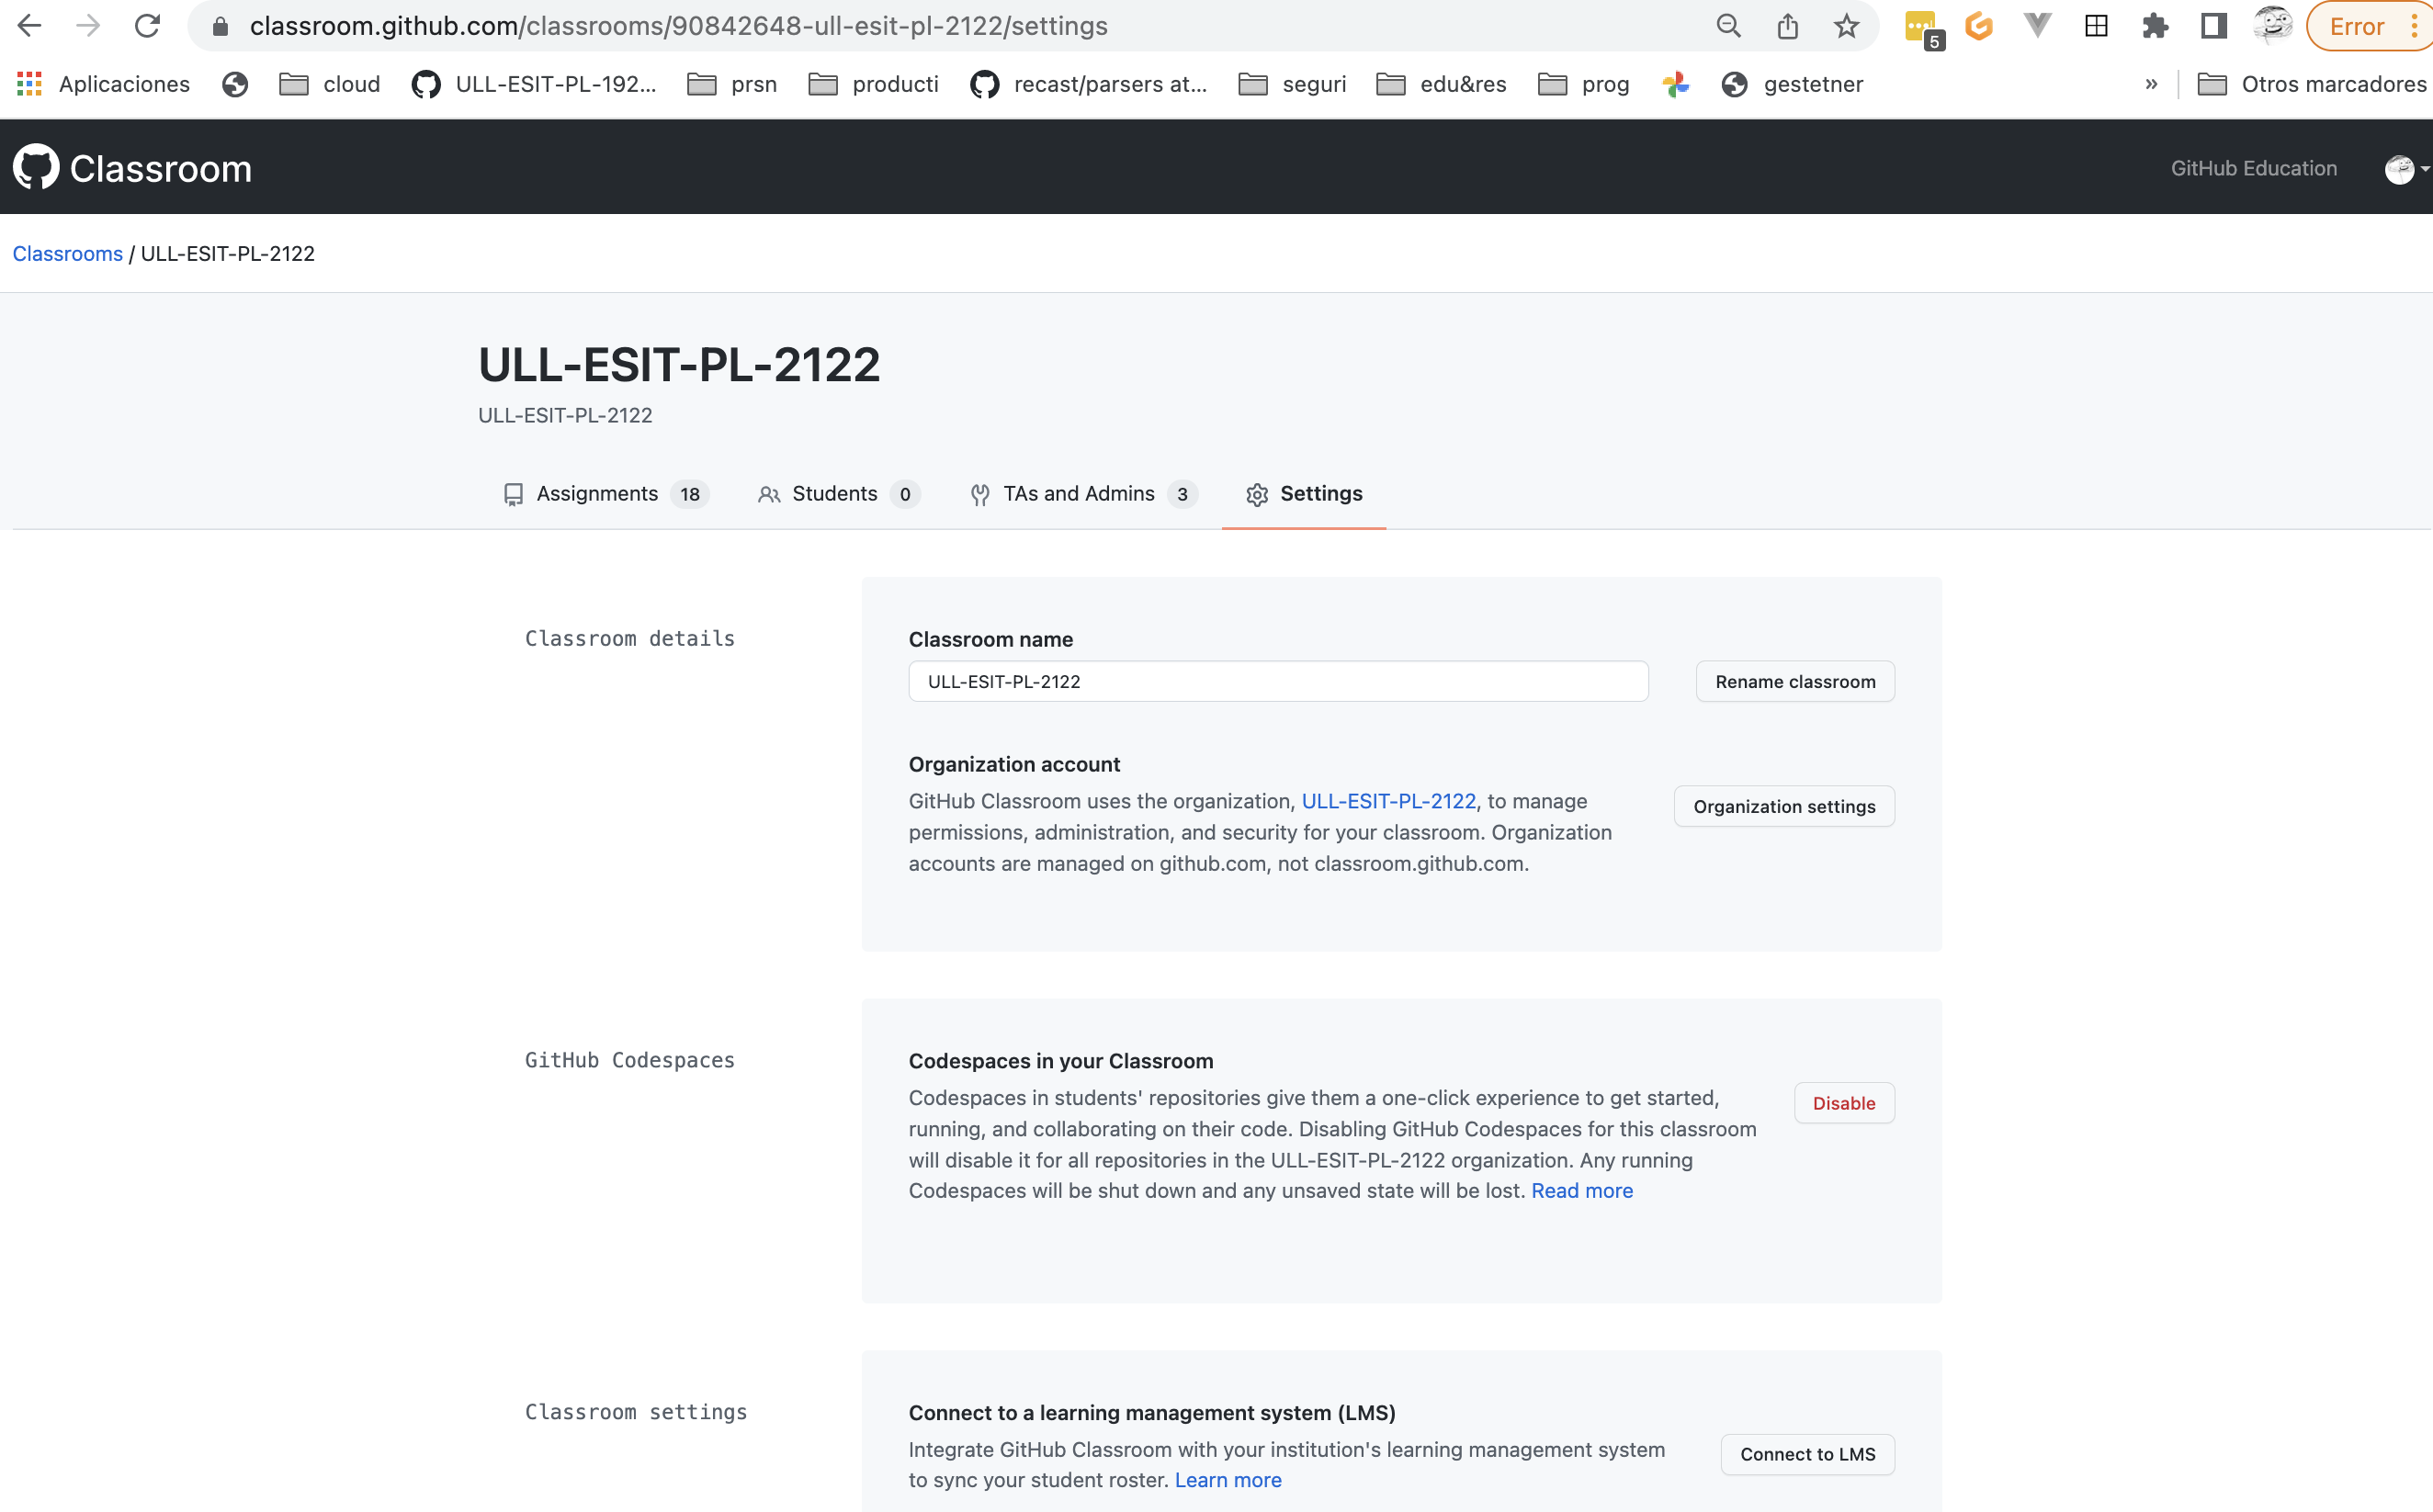 classroom.github.com/classrooms/90842648-ull-esit-pl-2122/settings
5
Error
Aplicaciones
cloud
ULL-ESIT-PL-192...
prsn
producti
recast/parsers at...
seguri
edu&res
prog
gestetner
»
Otros marcadores
Classroom
GitHub Education
Classrooms / ULL-ESIT-PL-2122
ULL-ESIT-PL-2122
ULL-ESIT-PL-2122
Assignments 18
Students 0
TAs and Admins 3
Settings
Classroom details
Classroom name
ULL-ESIT-PL-2122
Rename classroom
Organization account
GitHub Classroom uses the organization, ULL-ESIT-PL-2122, to manage
permissions, administration, and security for your classroom. Organization
accounts are managed on github.com, not classroom.github.com.
Organization settings
GitHub Codespaces
Codespaces in your Classroom
Codespaces in students' repositories give them a one-click experience to get started,
running, and collaborating on their code. Disabling GitHub Codespaces for this classroom
will disable it for all repositories in the ULL-ESIT-PL-2122 organization. Any running
Codespaces will be shut down and any unsaved state will be lost. Read more
Disable
Classroom settings
Connect to a learning management system (LMS)
Integrate GitHub Classroom with your institution's learning management system
to sync your student roster. Learn more
Connect to LMS